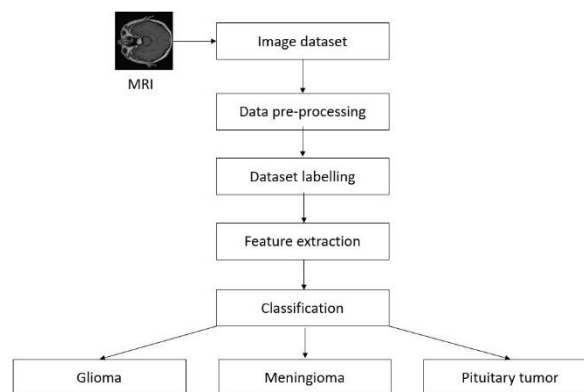 Image dataset
MRI
Data pre-processing
Dataset labelling
Feature extraction
Classification
Glioma
Meningioma
Pituitary tumor